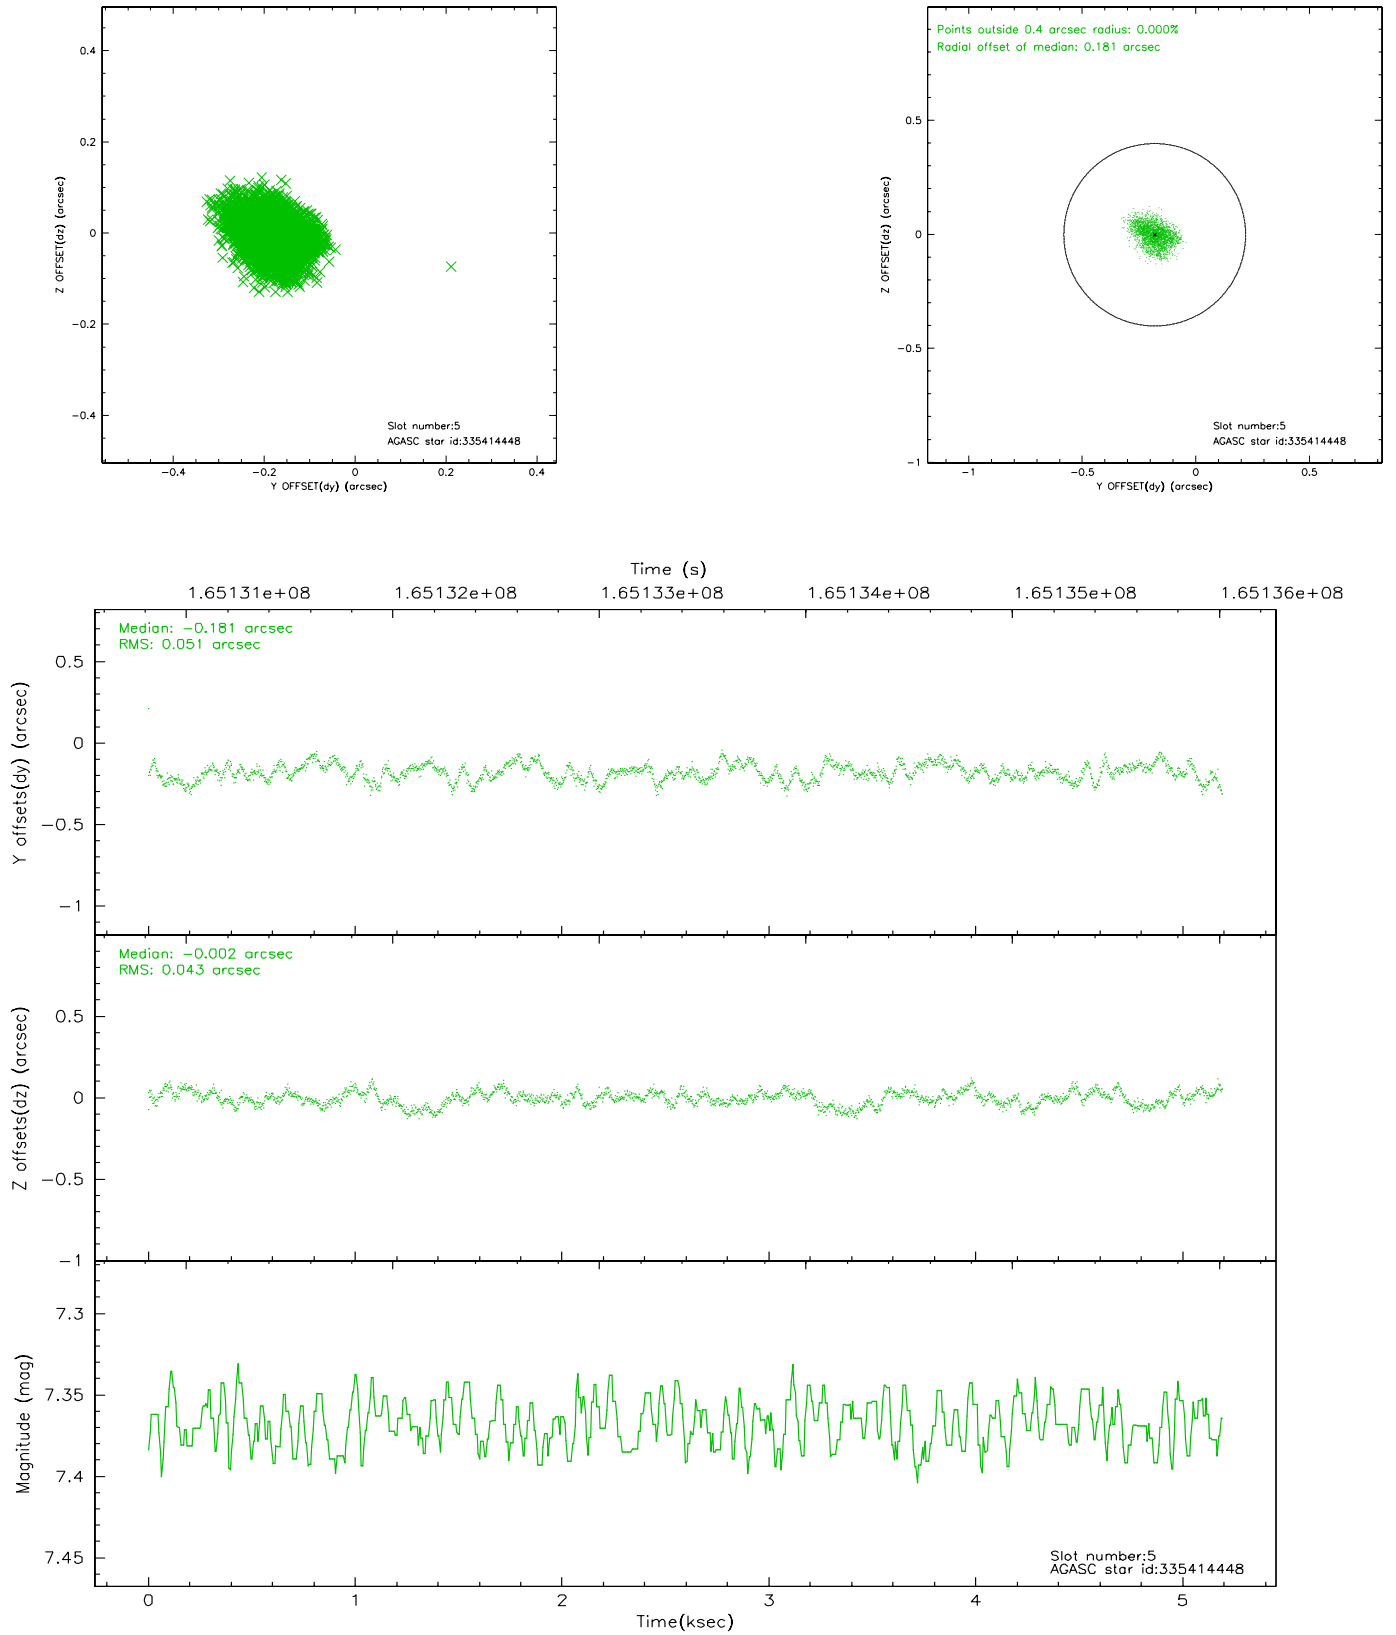 0.4
0.2
0
−0.2
−0.4
Z OFFSET(dz) (arcsec)
Slot number:5
AGASC star id:335414448
−0.4 −0.2 0 0.2 0.4
Y OFFSET(dy) (arcsec)
Points outside 0.4 arcsec radius: 0.000%
Radial offset of median: 0.181 arcsec
0.5
0
−0.5
−1
Z OFFSET(dz) (arcsec)
Slot number:5
AGASC star id:335414448
−1 −0.5 0 0.5
Y OFFSET(dy) (arcsec)
Time (s)
1.65131e+08 1.65132e+08 1.65133e+08 1.65134e+08 1.65135e+08 1.65136e+08
Median: −0.181 arcsec
RMS: 0.051 arcsec
0.5
0
−0.5
−1
Y offsets(dy) (arcsec)
Median: −0.002 arcsec
RMS: 0.043 arcsec
0.5
0
−0.5
−1
Z offsets(dz) (arcsec)
7.3
7.35
7.4
7.45
Magnitude (mag)
Slot number:5
AGASC star id:335414448
0 1 2 3 4 5
Time(ksec)